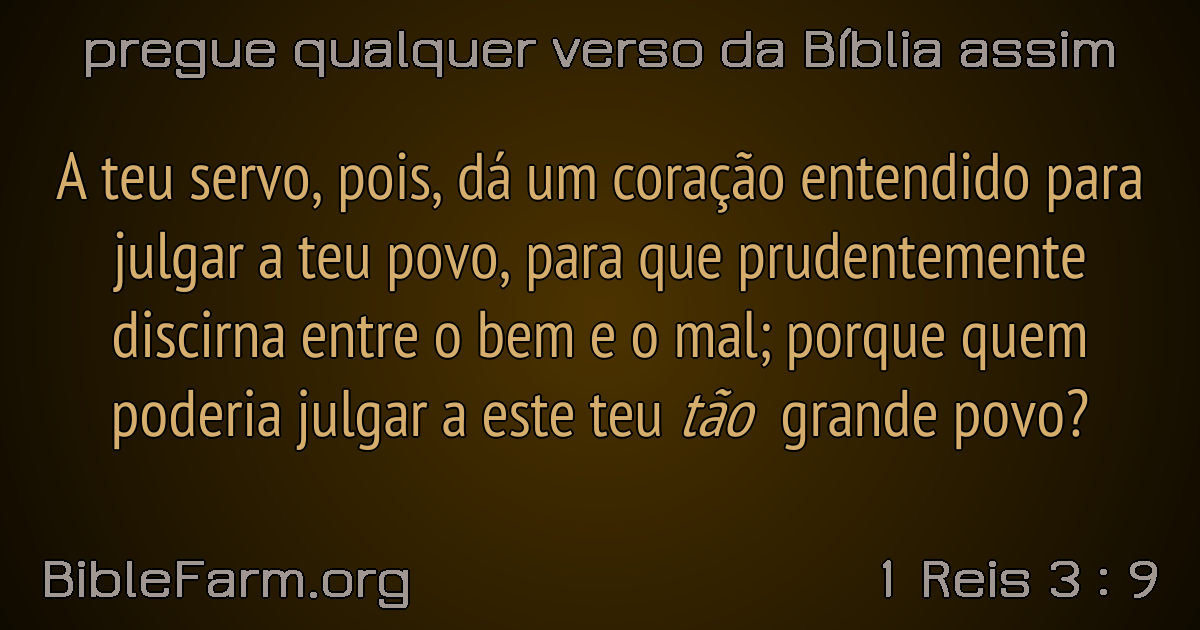 pregue qualquer verso da Bíblia assim
A teu servo, pois, dá um coração entendido para
julgar a teu povo, para que prudentemente
discirna entre o bem e o mal; porque quem
poderia julgar a este teu tão grande povo?
BibleFarm.org
1 Reis 3 : 9